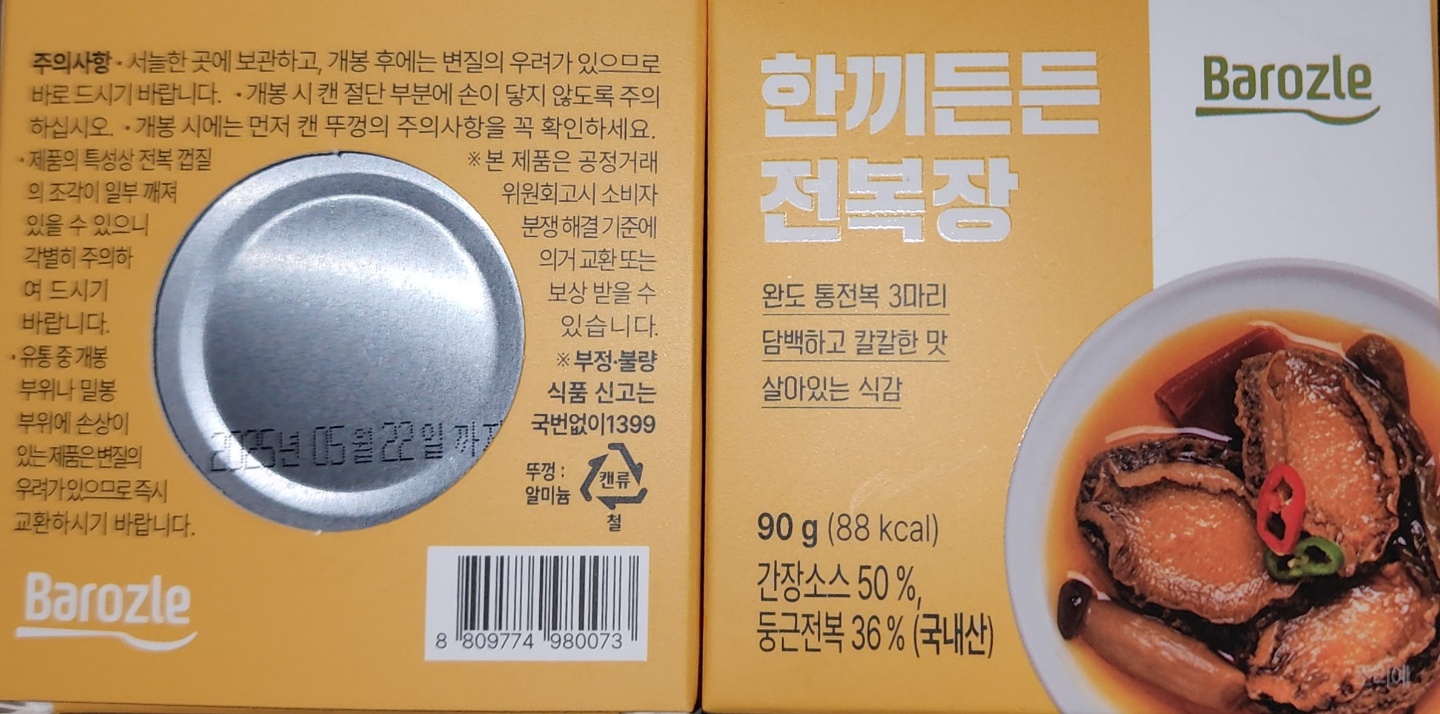 주의사항 · 서늘한 곳에 보관하고, 개봉 후에는 변질의 우려가 있으므로
바로 드시기 바랍니다. · 개봉 시 캔 절단 부분에 손이 닿지 않도록 주의
하십시오. · 개봉 시에는 먼저 캔 뚜껑의 주의사항을 꼭 확인하세요.
· 제품의 특성상 전복 껍질
의 조각이 일부 깨져
있을 수 있으니
각별히 주의하
여 드시기
바랍니다.
· 유통 중 개봉
부위나 밀봉
부위에 손상이
있는 제품은 변질의
우려가 있으므로 즉시
교환하시기 바랍니다.
※ 본 제품은 공정거래
위원회고시 소비자
분쟁 해결 기준에
의거 교환 또는
보상 받을 수
있습니다.
※ 부정·불량
식품 신고는
국번없이1399
2025년 05월 22일 까지
뚜껑 :
알미늄
캔류
철
Barozle
8 809774 980073
한끼든든
전복장
Barozle
완도 통전복 3마리
담백하고 칼칼한 맛
살아있는 식감
90 g (88 kcal)
간장소스 50 %,
둥근전복 36 % (국내산)